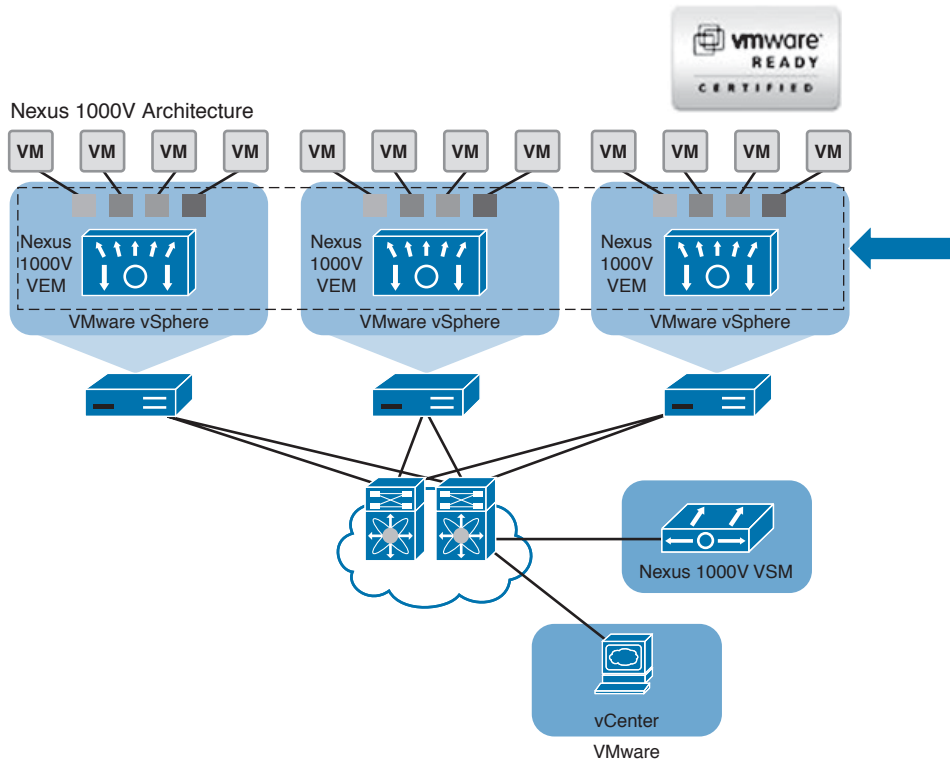 vmware
READY
CERTIFIED
Nexus 1000V Architecture
VM VM VM VM VM VM VM VM VM VM VM VM
Nexus
1000V
VEM
Nexus
1000V
VEM
Nexus
1000V
VEM
VMware vSphere VMware vSphere VMware vSphere
Nexus 1000V VSM
vCenter
VMware